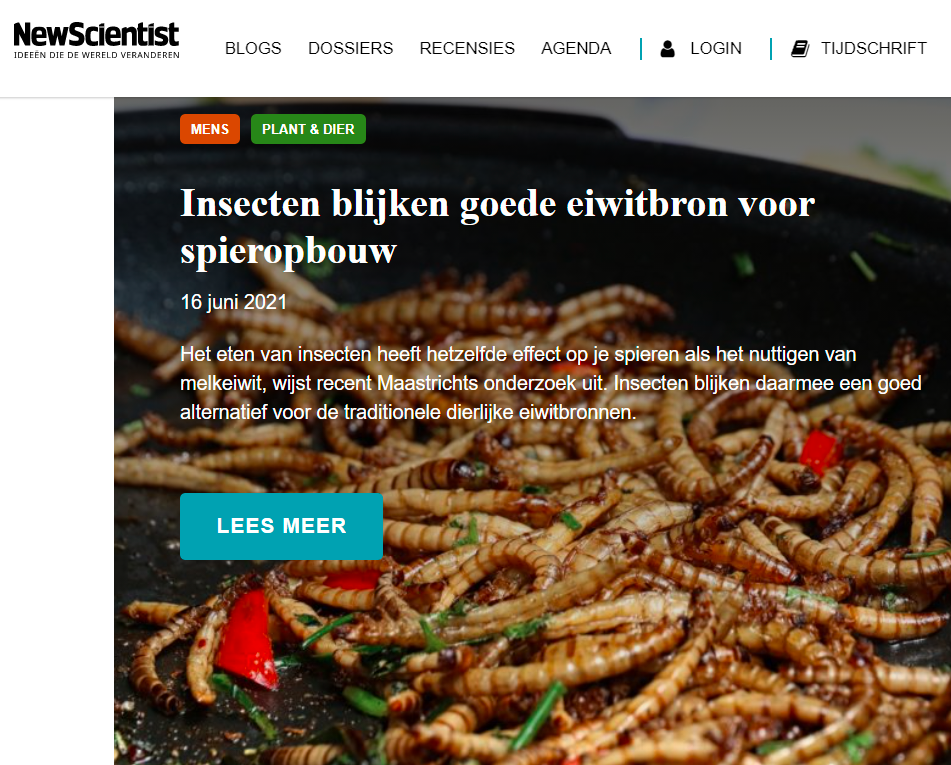 NewScientist
IDEEËN DIE DE WERELD VERANDEREN
BLOGS DOSSIERS RECENSIES AGENDA LOGIN TIJDSCHRIFT
MENS PLANT & DIER
Insecten blijken goede eiwitbron voor
spieropbouw
16 juni 2021
Het eten van insecten heeft hetzelfde effect op je spieren als het nuttigen van
melkeiwit, wijst recent Maastrichts onderzoek uit. Insecten blijken daarmee een goed
alternatief voor de traditionele dierlijke eiwitbronnen.
LEES MEER